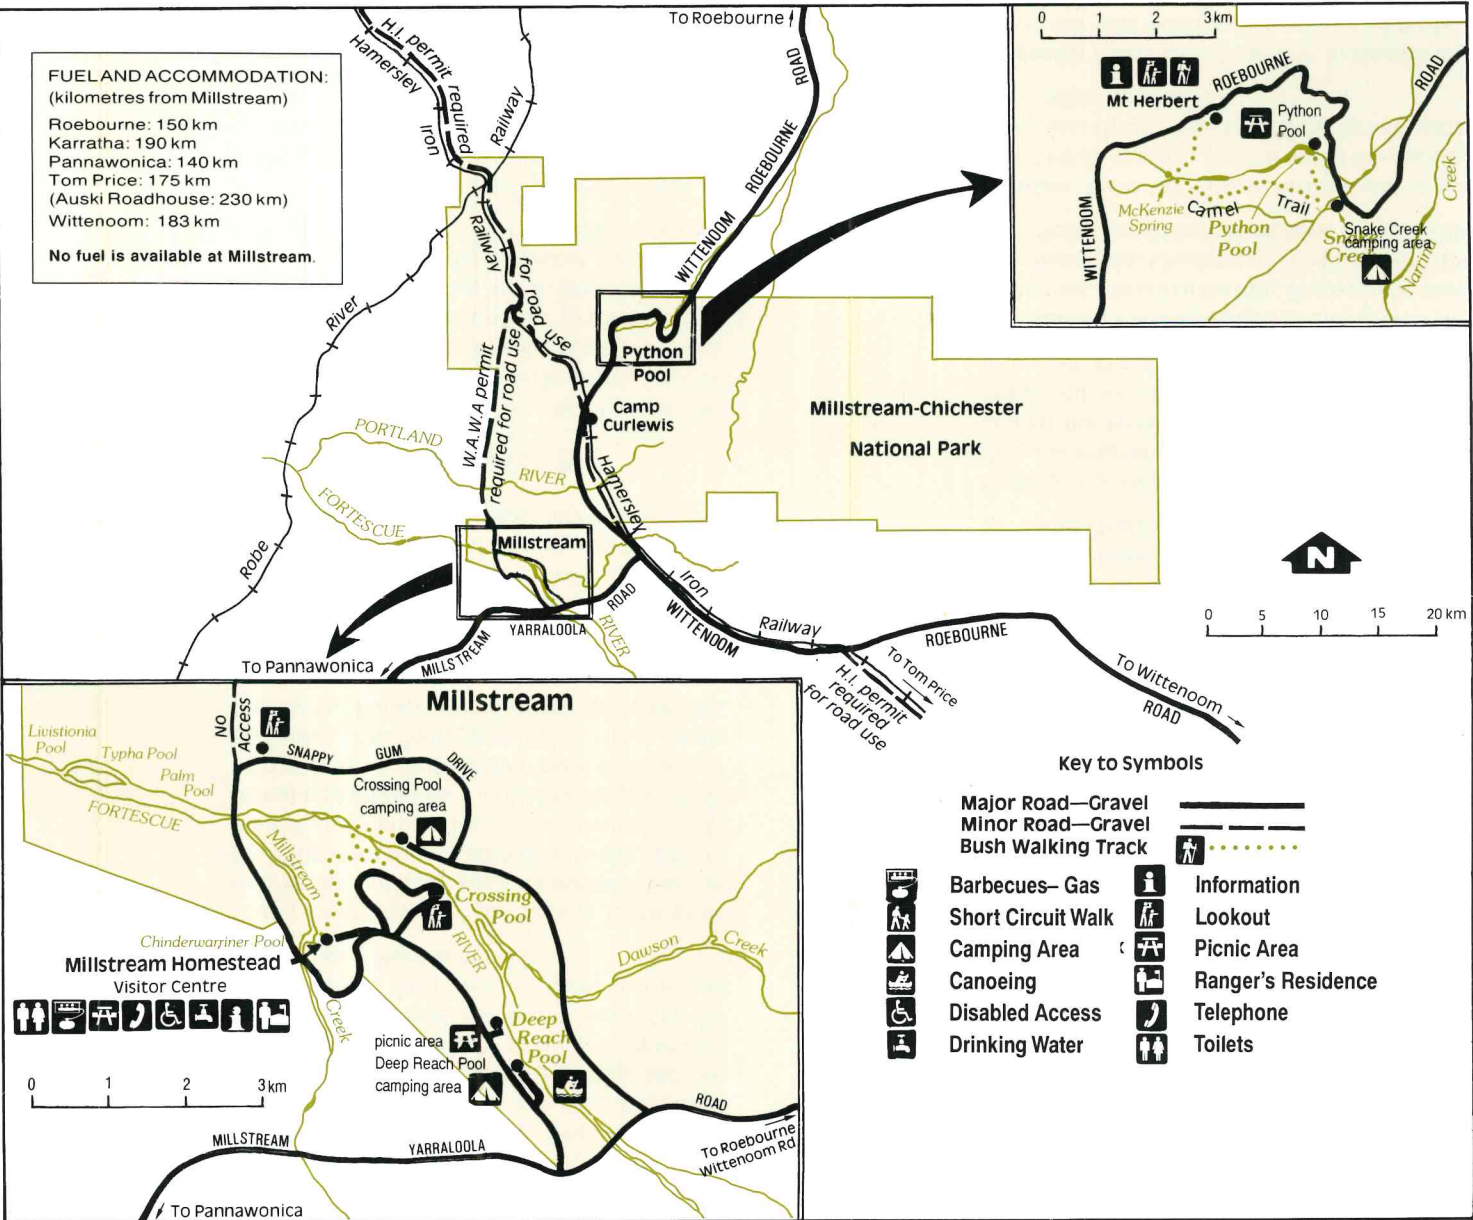 FUEL AND ACCOMMODATION:
(kilometres from Millstream)
Roebourne: 150 km
Karratha: 190 km
Pannawonica: 140 km
Tom Price: 175 km
(Auski Roadhouse: 230 km)
Wittenoom: 183 km
No fuel is available at Millstream.
H.I. permit required
Hamersley
Iron
Railway
Railway
for road use
W.A.W.A permit
required for road use
River
Robe
PORTLAND
RIVER
FORTESCUE
RIVER
To Roebourne
ROAD
ROEBOURNE
WITTENOOM
Python
Pool
Camp
Curlewis
Hamersley
Iron
Railway
Millstream-Chichester
National Park
Millstream
ROAD
YARRALOOLA
MILLSTREAM
To Pannawonica
WITTENOOM
ROEBOURNE
ROAD
To Tom Price
H.I. permit
required
for road use
To Wittenoom
N
0 5 10 15 20 km
0 1 2 3 km
Mt Herbert
ROEBOURNE
ROAD
WITTENOOM
Python
Pool
McKenzie
Spring
Camel Trail
Python
Pool
Snake
Creek
Snake Creek
camping area
Narrina
Creek
Millstream
No
Access
SNAPPY GUM DRIVE
Livistionia
Pool
Typha Pool
Palm
Pool
FORTESCUE
RIVER
Crossing Pool
camping area
Millstream
Creek
Crossing
Pool
Chinderwarriner Pool
Millstream Homestead
Visitor Centre
Dawson Creek
Deep
Reach
Pool
picnic area
Deep Reach Pool
camping area
0 1 2 3 km
MILLSTREAM YARRALOOLA ROAD
To Roebourne
Wittenoom Rd
To Pannawonica
Key to Symbols
Major Road—Gravel
Minor Road—Gravel
Bush Walking Track
Barbecues– Gas
Short Circuit Walk
Camping Area
Canoeing
Disabled Access
Drinking Water
Information
Lookout
Picnic Area
Ranger's Residence
Telephone
Toilets